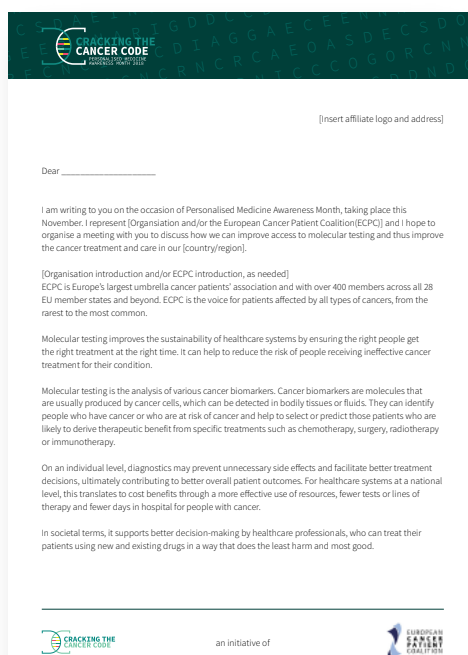 CRACKING THE
CANCER CODE
PERSONALISED MEDICINE
AWARENESS MONTH 2018
[Insert affiliate logo and address]
Dear ____________________
I am writing to you on the occasion of Personalised Medicine Awareness Month, taking place this
November. I represent [Organsiation and/or the European Cancer Patient Coalition(ECPC)] and I hope to
organise a meeting with you to discuss how we can improve access to molecular testing and thus improve
the cancer treatment and care in our [country/region].
[Organisation introduction and/or ECPC introduction, as needed]
ECPC is Europe's largest umbrella cancer patients' association and with over 400 members across all 28
EU member states and beyond. ECPC is the voice for patients affected by all types of cancers, from the
rarest to the most common.
Molecular testing improves the sustainability of healthcare systems by ensuring the right people get
the right treatment at the right time. It can help to reduce the risk of people receiving ineffective cancer
treatment for their condition.
Molecular testing is the analysis of various cancer biomarkers. Cancer biomarkers are molecules that
are usually produced by cancer cells, which can be detected in bodily tissues or fluids. They can identify
people who have cancer or who are at risk of cancer and help to select or predict those patients who are
likely to derive therapeutic benefit from specific treatments such as chemotherapy, surgery, radiotherapy
or immunotherapy.
On an individual level, diagnostics may prevent unnecessary side effects and facilitate better treatment
decisions, ultimately contributing to better overall patient outcomes. For healthcare systems at a national
level, this translates to cost benefits through a more effective use of resources, fewer tests or lines of
therapy and fewer days in hospital for people with cancer.
In societal terms, it supports better decision-making by healthcare professionals, who can treat their
patients using new and existing drugs in a way that does the least harm and most good.
CRACKING THE
CANCER CODE
an initiative of
EUROPEAN
CANCER
PATIENT
COALITION